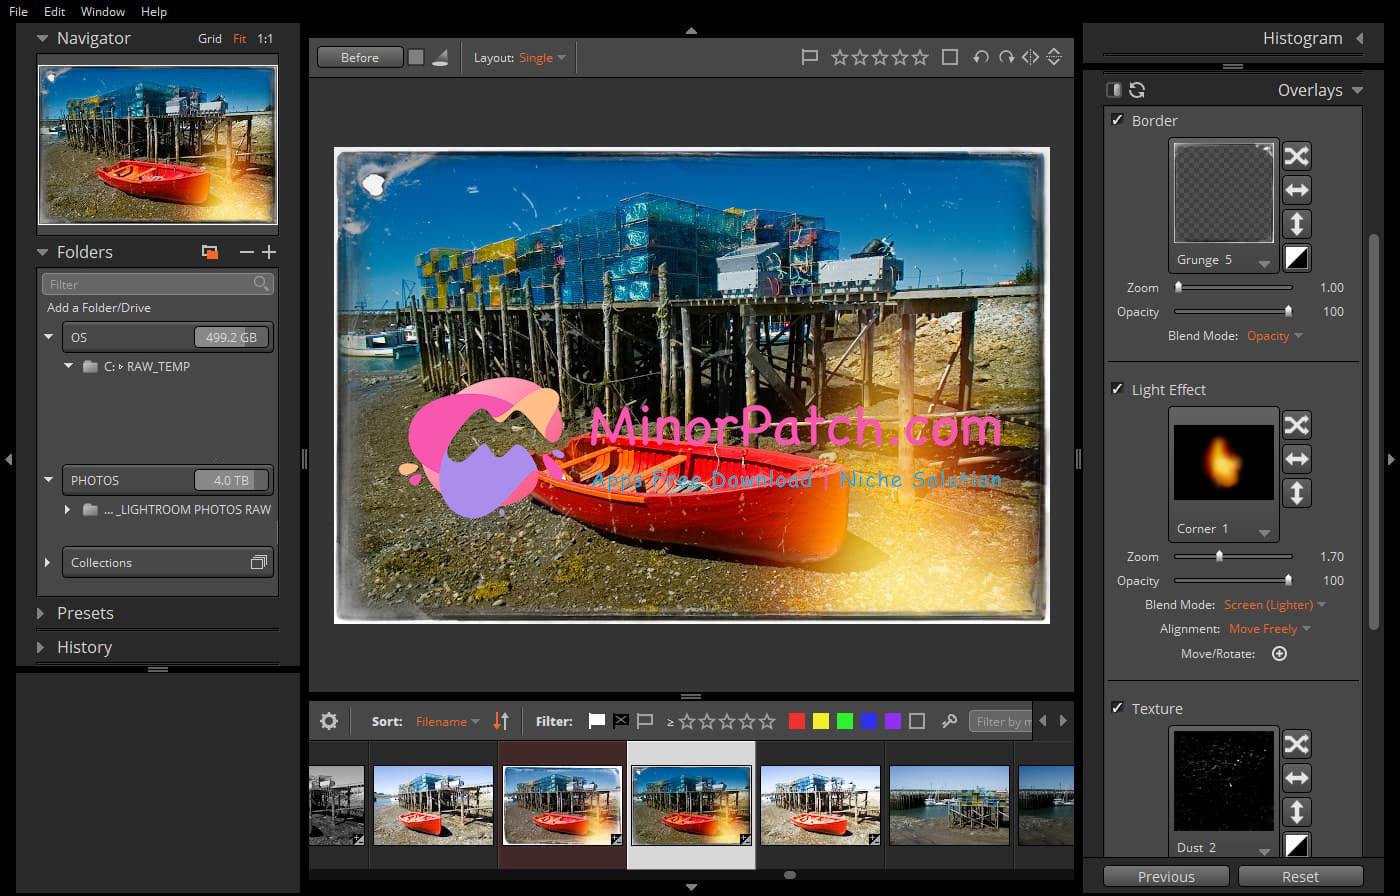 File Edit Window Help
Navigator Grid Fit 1:1
Folders
Filter
Add a Folder/Drive
OS 499.2 GB
C: RAW_TEMP
PHOTOS 4.0 TB
... _LIGHTROOM PHOTOS RAW
Collections
Presets
History
Before Layout: Single
MinorPatch.com
Apps Free Download | Niche Solution
Sort: Filename Filter: ≥ Filter by m
Histogram
Overlays
Border
Grunge 5
Zoom 1.00
Opacity 100
Blend Mode: Opacity
Light Effect
Corner 1
Zoom 1.70
Opacity 100
Blend Mode: Screen (Lighter)
Alignment: Move Freely
Move/Rotate:
Texture
Dust 2
Previous Reset